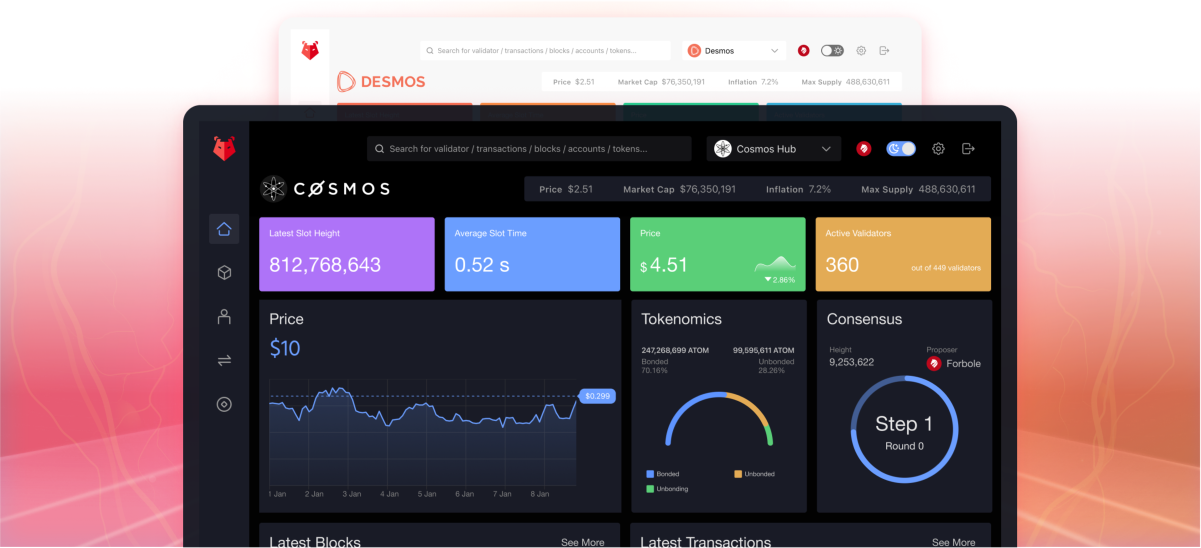 Search for validator / transactions / blocks / accounts / tokens...
Desmos
DESMOS
Price $2.51 Market Cap $76,350,191 Inflation 7.2% Max Supply 488,630,611
Search for validator / transactions / blocks / accounts / tokens...
Cosmos Hub
COSMOS
Price $2.51 Market Cap $76,350,191 Inflation 7.2% Max Supply 488,630,611
Latest Slot Height
812,768,643
Average Slot Time
0.52 s
Price
$ 4.51
▼ 2.86%
Active Validators
360
out of 449 validators
Price
$10
$0.299
1 Jan 2 Jan 3 Jan 4 Jan 5 Jan 6 Jan 7 Jan 8 Jan
Tokenomics
247,268,699 ATOM
Bonded
70.16%
99,595,611 ATOM
Unbonded
28.26%
Bonded
Unbonded
Unbonding
Consensus
Height
9,253,622
Proposer
Forbole
Step 1
Round 0
Latest Blocks
See More
Latest Transactions
See More